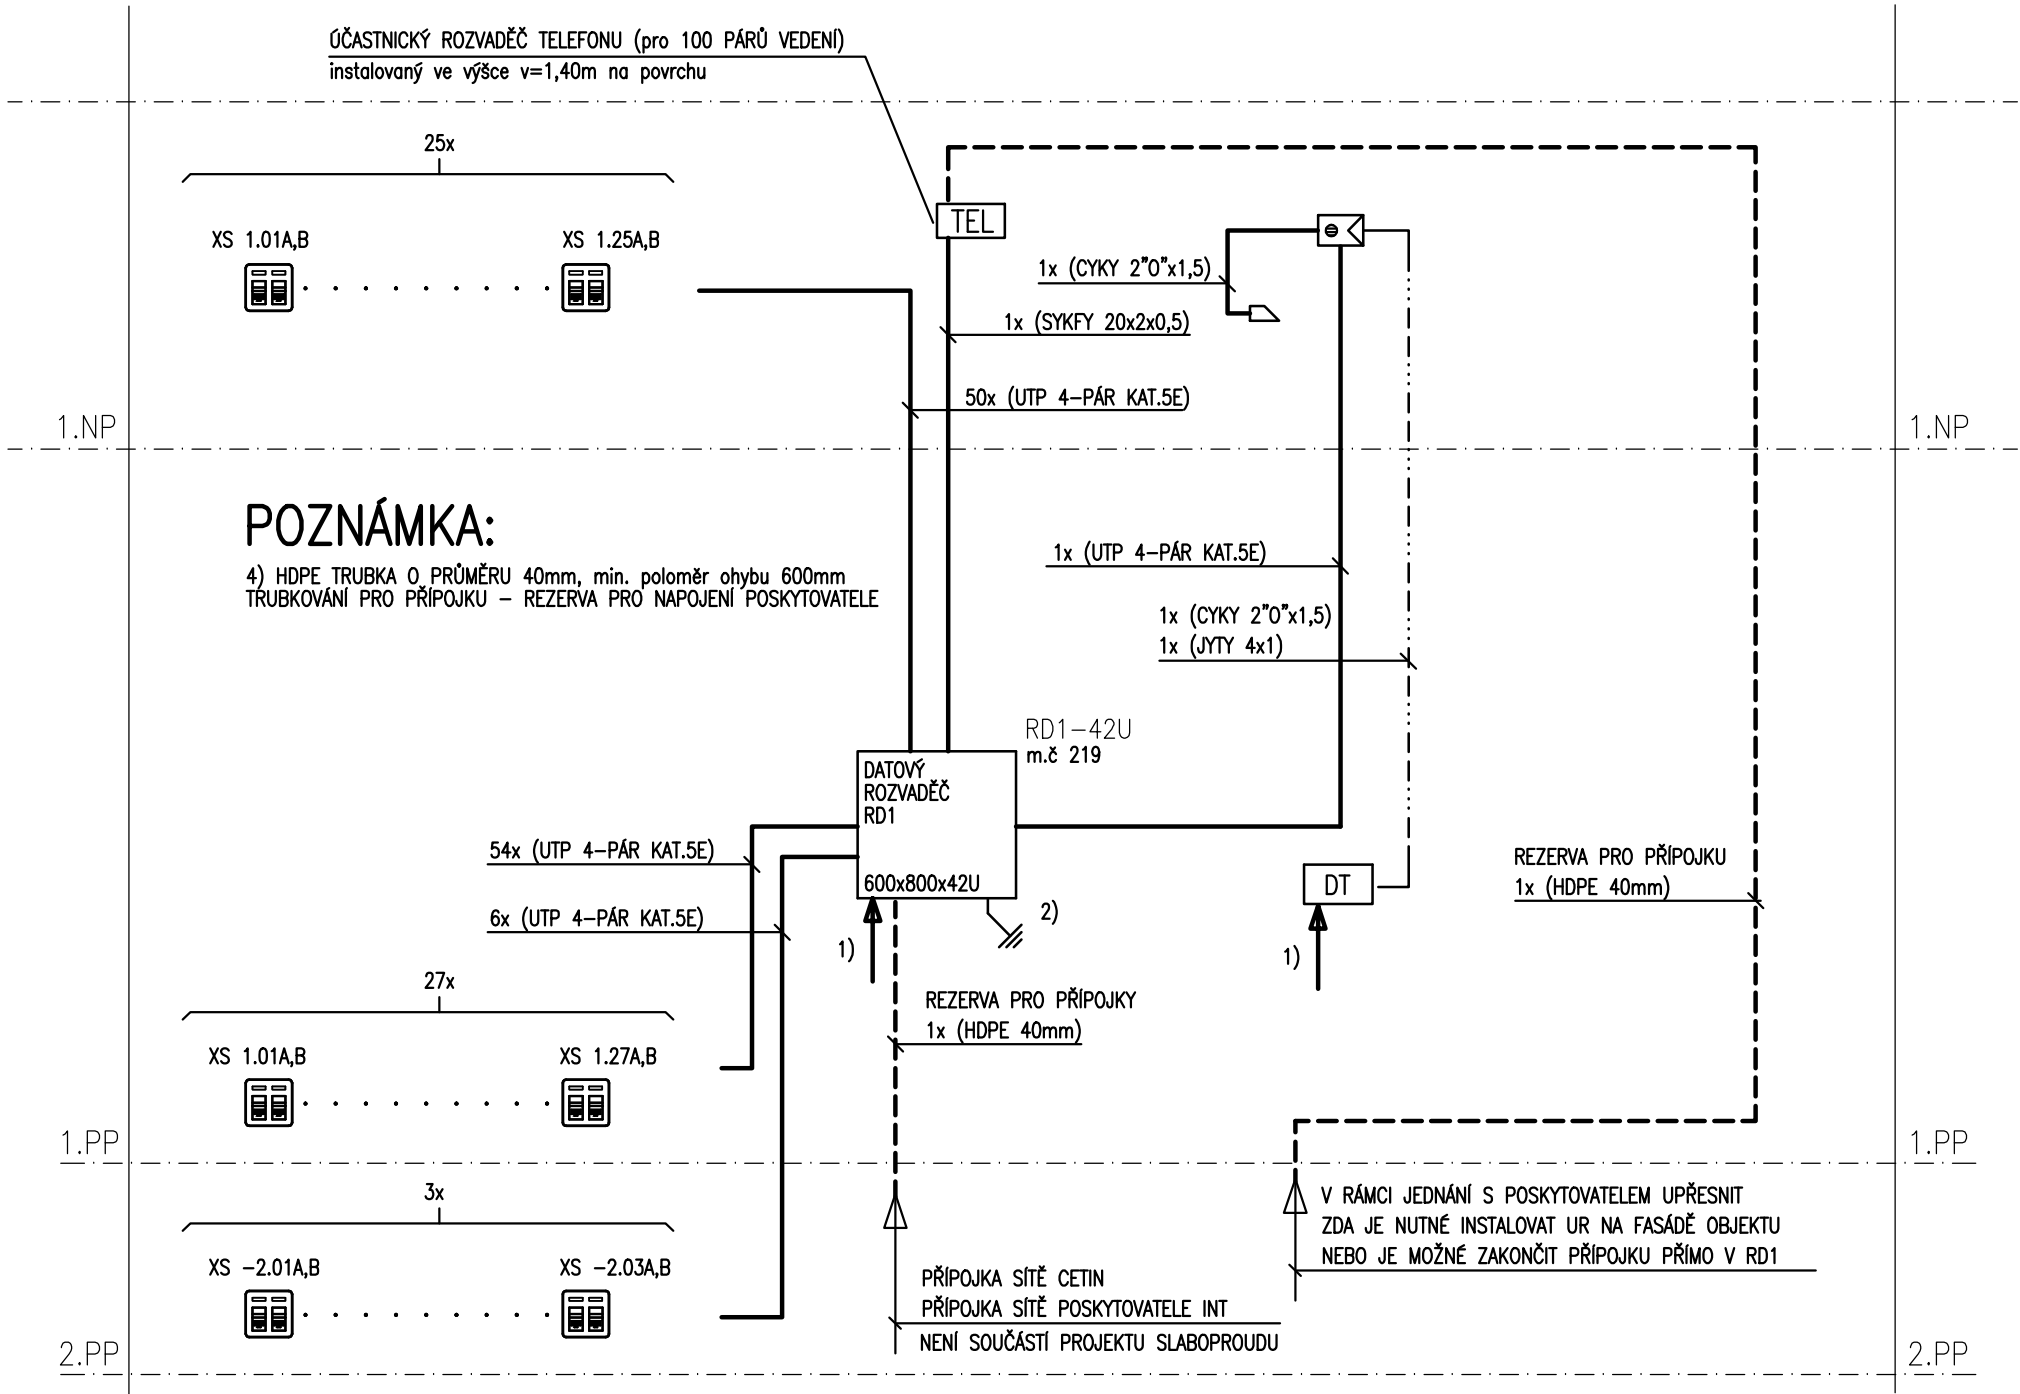 ÚČASTNICKÝ ROZVADĚČ TELEFONU (pro 100 PÁRŮ VEDENÍ)
instalovaný ve výšce v=1,40m na povrchu
25x
XS 1.01A,B
XS 1.25A,B
TEL
1x (CYKY 2"O"x1,5)
1x (SYKFY 20x2x0,5)
50x (UTP 4-PÁR KAT.5E)
1.NP
1.NP
POZNÁMKA:
4) HDPE TRUBKA O PRŮMĚRU 40mm, min. poloměr ohybu 600mm
TRUBKOVÁNÍ PRO PŘÍPOJKU - REZERVA PRO NAPOJENÍ POSKYTOVATELE
1x (UTP 4-PÁR KAT.5E)
1x (CYKY 2"O"x1,5)
1x (JYTY 4x1)
RD1-42U
m.č 219
DATOVÝ
ROZVADĚČ
RD1
600x800x42U
54x (UTP 4-PÁR KAT.5E)
6x (UTP 4-PÁR KAT.5E)
1)
2)
DT
1)
REZERVA PRO PŘÍPOJKU
1x (HDPE 40mm)
REZERVA PRO PŘÍPOJKY
1x (HDPE 40mm)
27x
XS 1.01A,B
XS 1.27A,B
1.PP
1.PP
3x
XS -2.01A,B
XS -2.03A,B
V RÁMCI JEDNÁNÍ S POSKYTOVATELEM UPŘESNIT
ZDA JE NUTNÉ INSTALOVAT UR NA FASÁDĚ OBJEKTU
NEBO JE MOŽNÉ ZAKONČIT PŘÍPOJKU PŘÍMO V RD1
PŘÍPOJKA SÍTĚ CETIN
PŘÍPOJKA SÍTĚ POSKYTOVATELE INT
NENÍ SOUČÁSTÍ PROJEKTU SLABOPROUDU
2.PP
2.PP